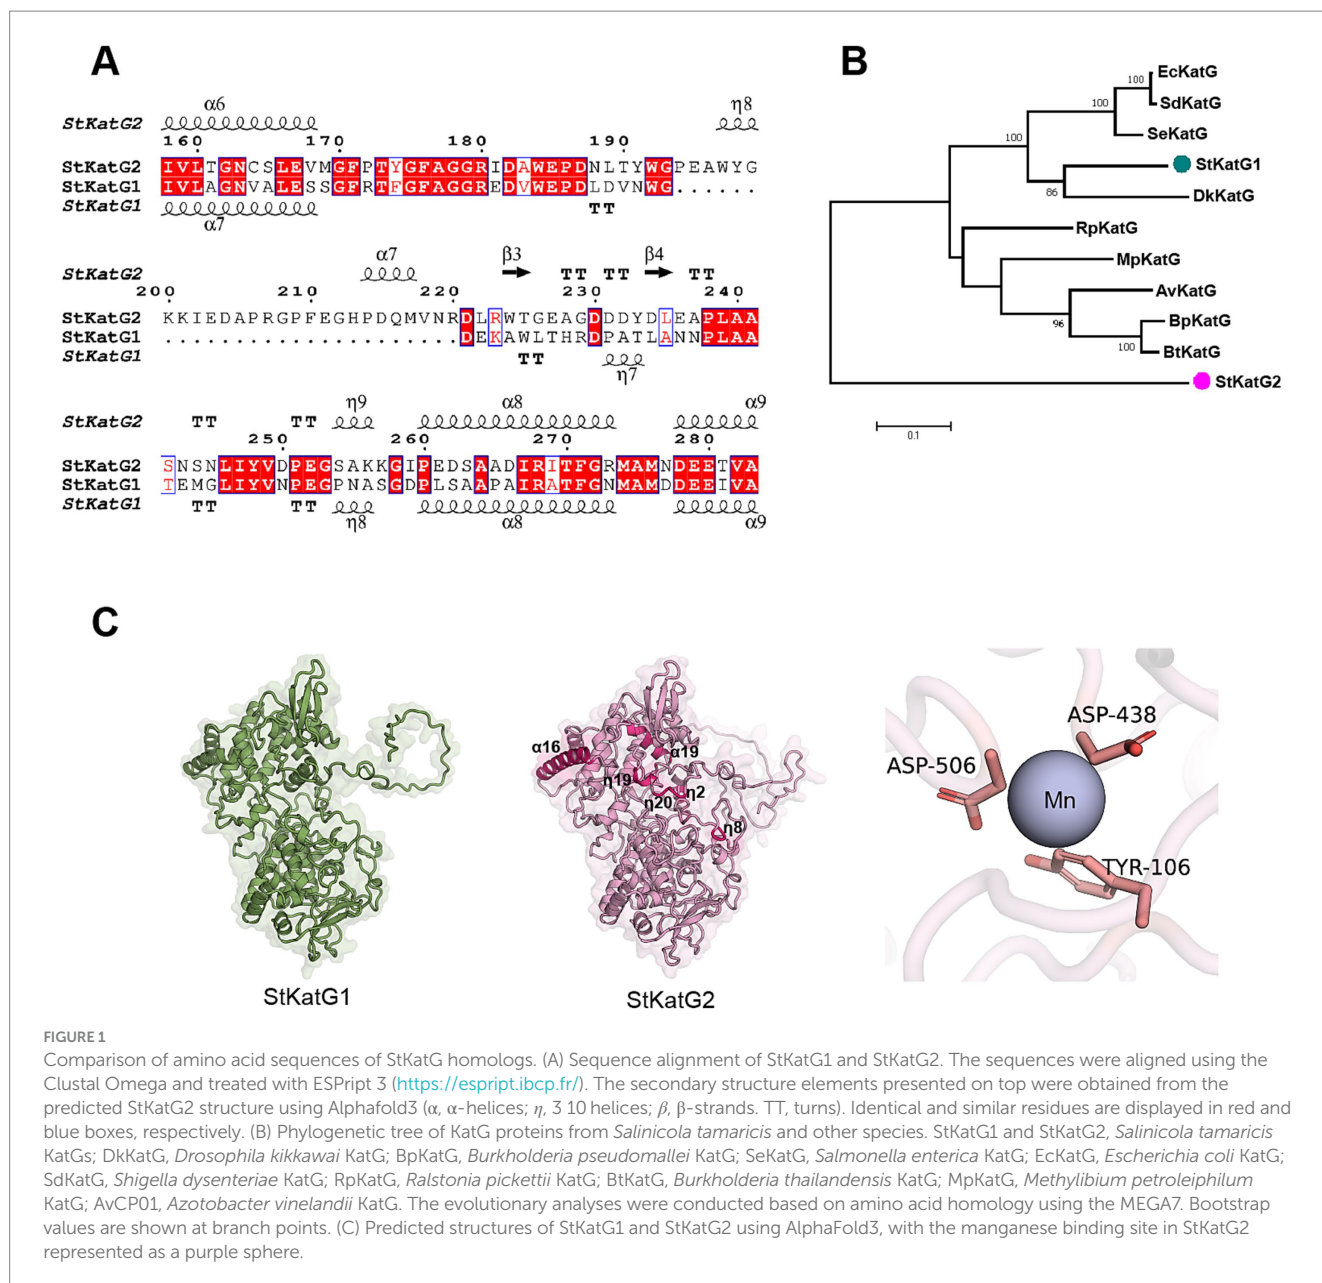 A
α6 η8
StKatG2
160 170 180 190
StKatG2 IVLTGNCSLEVMGFPTYGFAGGRIDAWEPDNLTYWGPEAWYG
StKatG1 IVLAGNVALESSGFRTFGFAGGREDVWEPDLDVNWG......
StKatG1 TT
α7
α7 β3 β4
StKatG2 TT TT TT
200 210 220 230 240
StKatG2 KKIEDAPRGPFEGHPDQMVNRDLRWTGEAGDDDYDLEAPLAA
StKatG1 .....................DEKAWLTHRDPATLANNPLAA
StKatG1 TT
η7
η9 α8 α9
StKatG2 TT TT
250 260 270 280
StKatG2 SNSNLIYVDPEGSAKKGIPEDSAADIRITFGRMAMNDEETVA
StKatG1 TEMGLIYVNPEGPNASGDPLSAAPAIRATFGNMAMDDEEIVA
StKatG1 TT TT
η8 α8 α9
B
EcKatG
100
SdKatG
100
SeKatG
100
StKatG1
86
DkKatG
RpKatG
MpKatG
AvKatG
96
BpKatG
100
BtKatG
StKatG2
0.1
C
α16
α19
η19
η20
η2
η8
StKatG1
StKatG2
ASP-438
ASP-506
Mn
TYR-106
FIGURE 1
Comparison of amino acid sequences of StKatG homologs. (A) Sequence alignment of StKatG1 and StKatG2. The sequences were aligned using the
Clustal Omega and treated with ESPript 3 (https://espript.ibcp.fr/). The secondary structure elements presented on top were obtained from the
predicted StKatG2 structure using Alphafold3 (α, α-helices; η, 3 10 helices; β, β-strands. TT, turns). Identical and similar residues are displayed in red and
blue boxes, respectively. (B) Phylogenetic tree of KatG proteins from Salinicola tamaricis and other species. StKatG1 and StKatG2, Salinicola tamaricis
KatGs; DkKatG, Drosophila kikkawai KatG; BpKatG, Burkholderia pseudomallei KatG; SeKatG, Salmonella enterica KatG; EcKatG, Escherichia coli KatG;
SdKatG, Shigella dysenteriae KatG; RpKatG, Ralstonia pickettii KatG; BtKatG, Burkholderia thailandensis KatG; MpKatG, Methylibium petroleiphilum
KatG; AvCP01, Azotobacter vinelandii KatG. The evolutionary analyses were conducted based on amino acid homology using the MEGA7. Bootstrap
values are shown at branch points. (C) Predicted structures of StKatG1 and StKatG2 using AlphaFold3, with the manganese binding site in StKatG2
represented as a purple sphere.